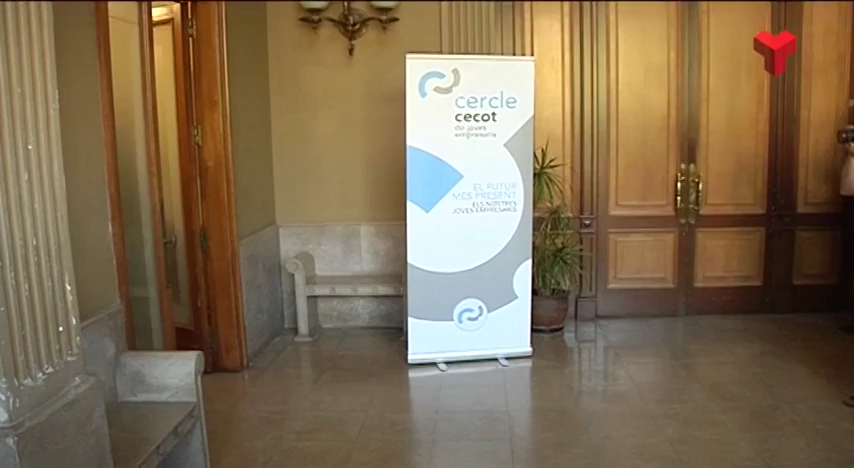 cercle
cecot
de joves
empresaris
EL FUTUR
MÉS PRESENT
ELS NOSTRES
JOVES EMPRESARIS